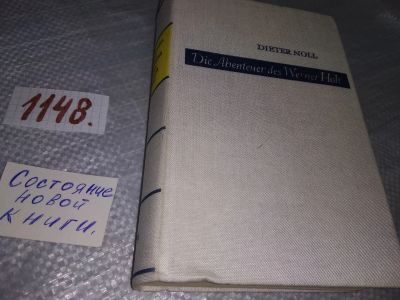 DIETER NOLL
Die Abenteuer des Werner Holt
1148.
Состояние
новой
книги.